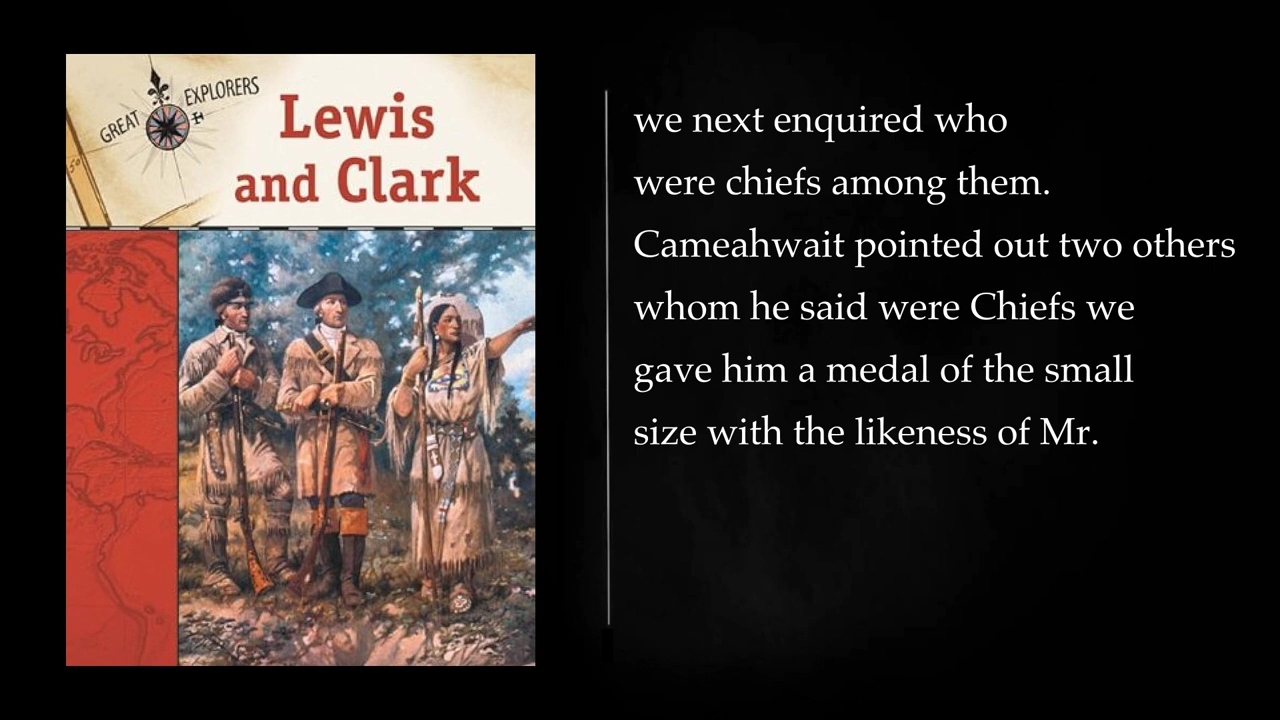 GREAT EXPLORERS
Lewis
and Clark
50
we next enquired who
were chiefs among them.
Cameahwait pointed out two others
whom he said were Chiefs we
gave him a medal of the small
size with the likeness of Mr.